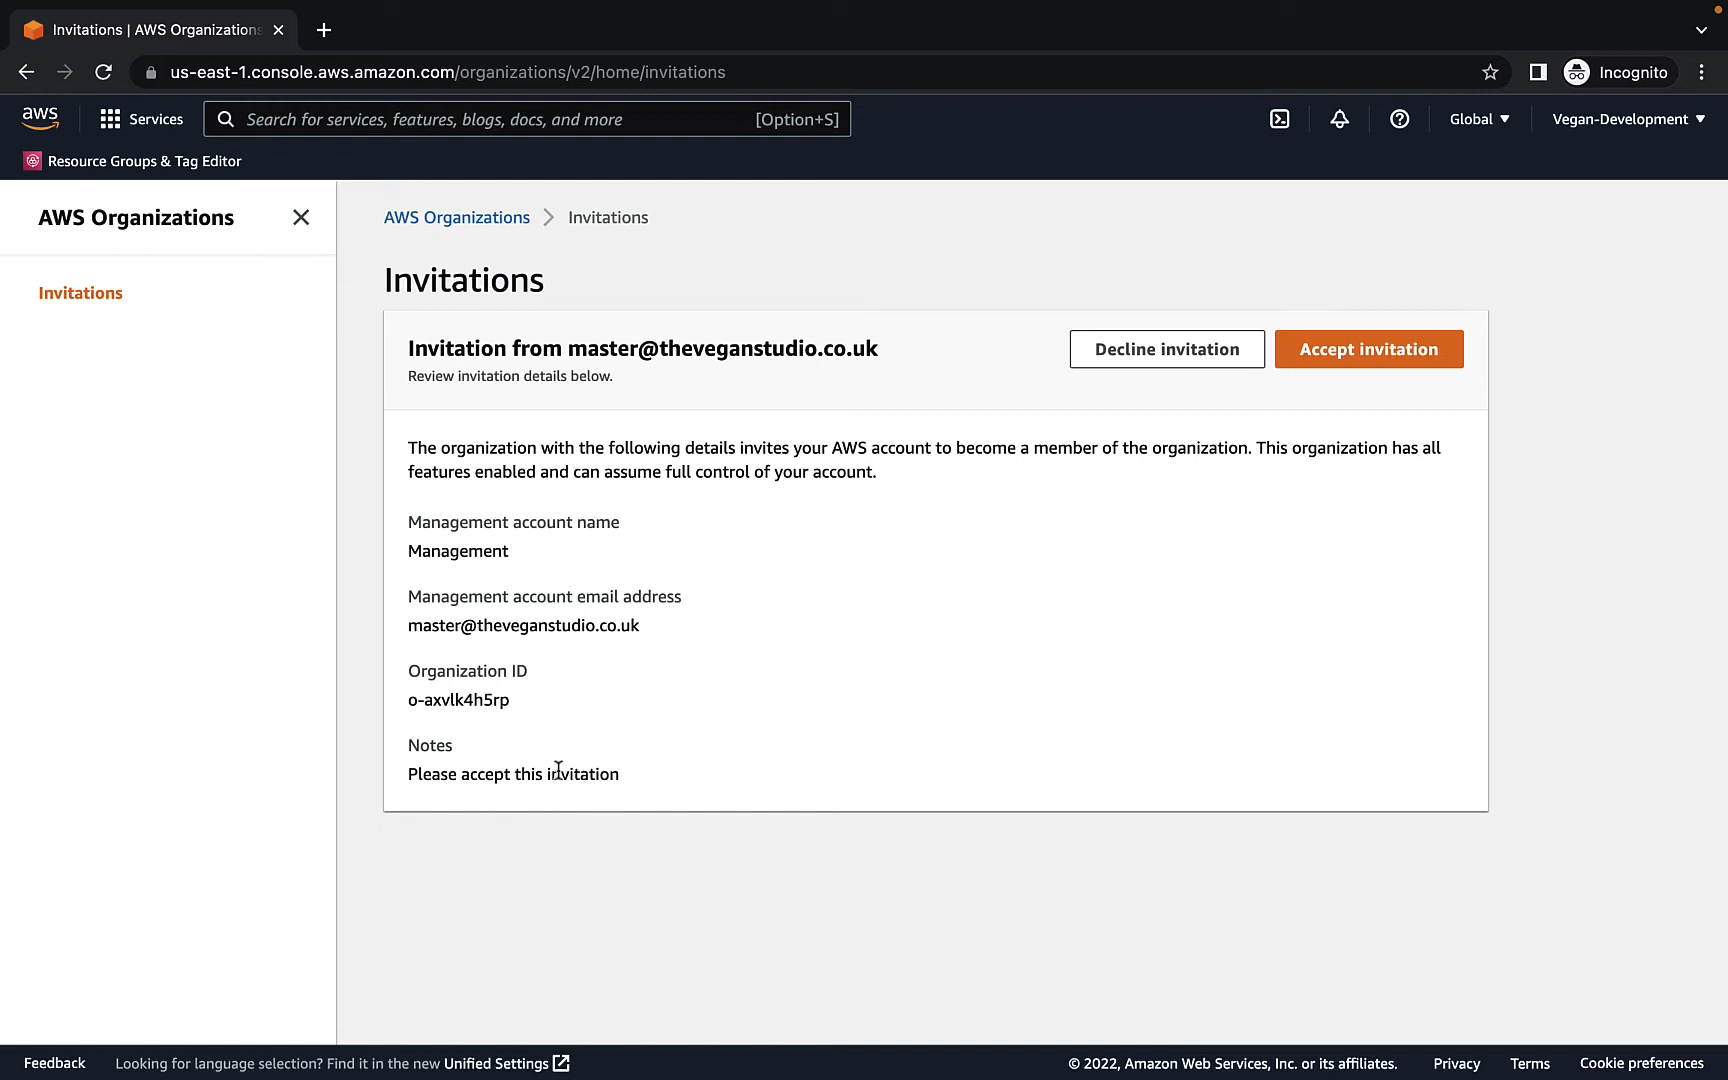 Invitations | AWS Organizations
us-east-1.console.aws.amazon.com/organizations/v2/home/invitations
Incognito
aws
Services
Search for services, features, blogs, docs, and more
[Option+S]
Global
Vegan-Development
Resource Groups & Tag Editor
AWS Organizations
Invitations
AWS Organizations
Invitations
Invitations
Invitation from master@theveganstudio.co.uk
Review invitation details below.
Decline invitation
Accept invitation
The organization with the following details invites your AWS account to become a member of the organization. This organization has all
features enabled and can assume full control of your account.
Management account name
Management
Management account email address
master@theveganstudio.co.uk
Organization ID
o-axvlk4h5rp
Notes
Please accept this invitation
Feedback
Looking for language selection? Find it in the new Unified Settings
© 2022, Amazon Web Services, Inc. or its affiliates.
Privacy
Terms
Cookie preferences